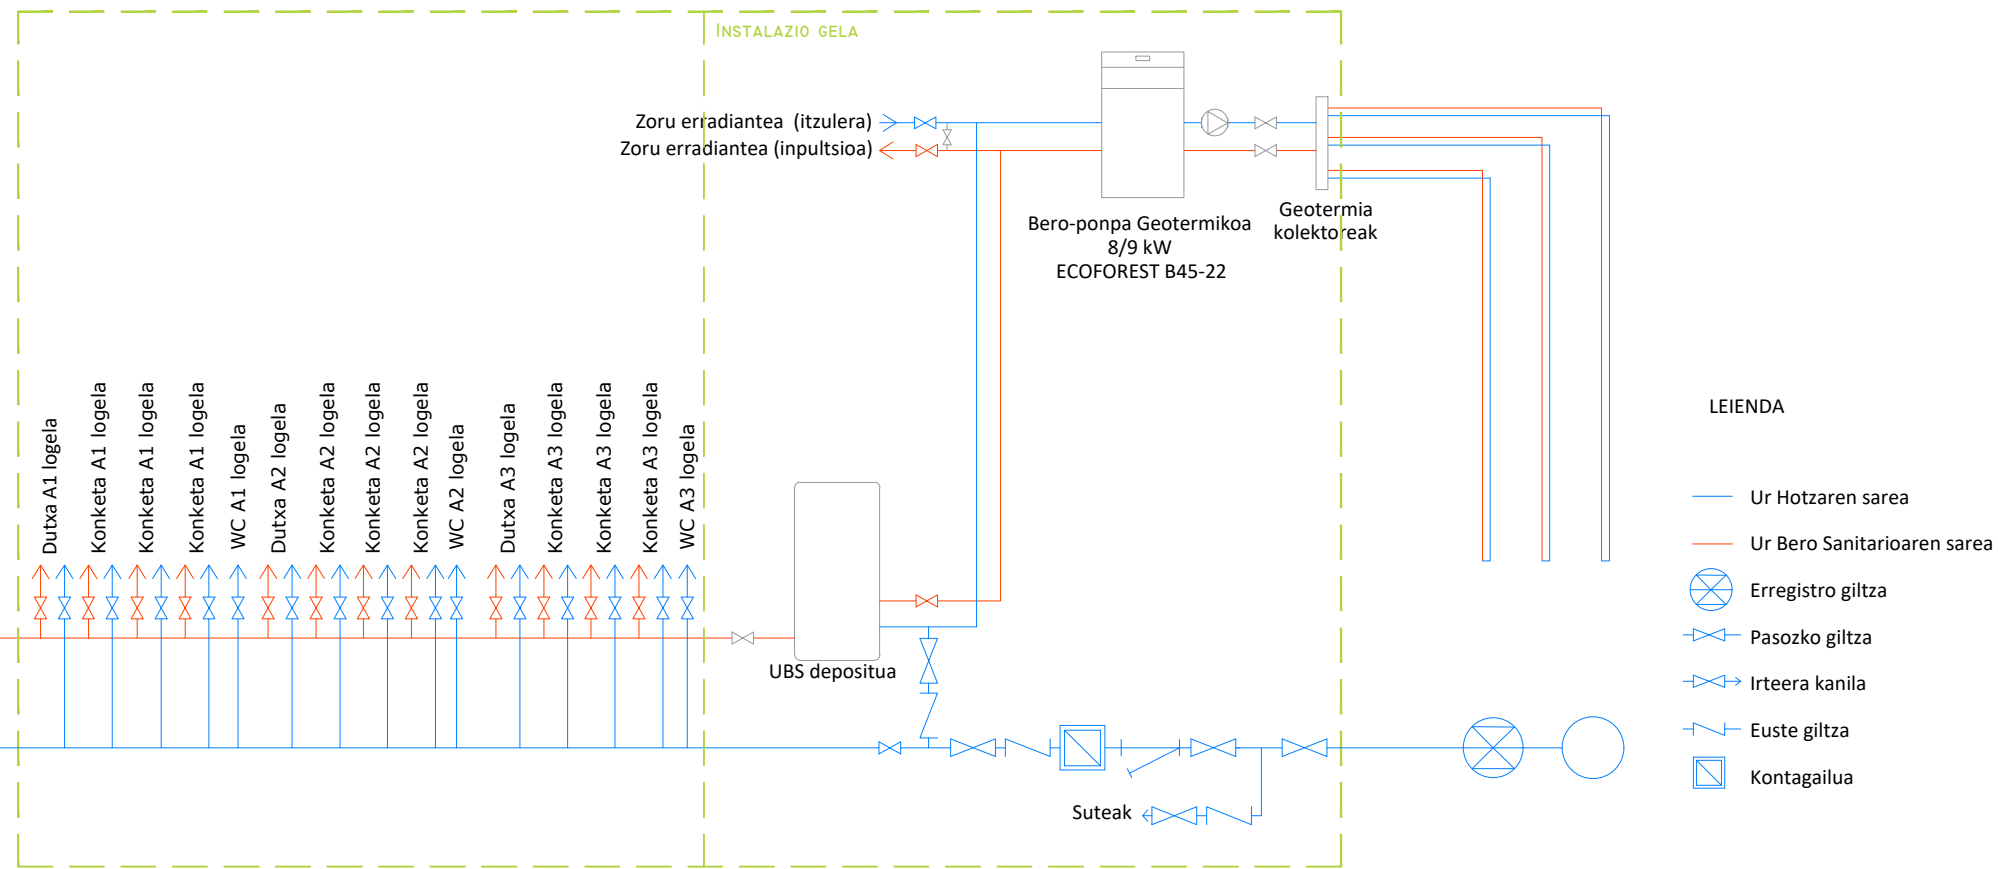 INSTALAZIO GELA
Zoru erradiantea (itzulera)
Zoru erradiantea (inpultsioa)
Bero-ponpa Geotermikoa
8/9 kW
ECOFOREST B45-22
Geotermia
kolektoreak
Dutxa A1 logela
Konketa A1 logela
Konketa A1 logela
Konketa A1 logela
WC A1 logela
Dutxa A2 logela
Konketa A2 logela
Konketa A2 logela
Konketa A2 logela
WC A2 logela
Dutxa A3 logela
Konketa A3 logela
Konketa A3 logela
Konketa A3 logela
WC A3 logela
UBS depositua
Suteak
LEIENDA
Ur Hotzaren sarea
Ur Bero Sanitarioaren sarea
Erregistro giltza
Pasozko giltza
Irteera kanila
Euste giltza
Kontagailua